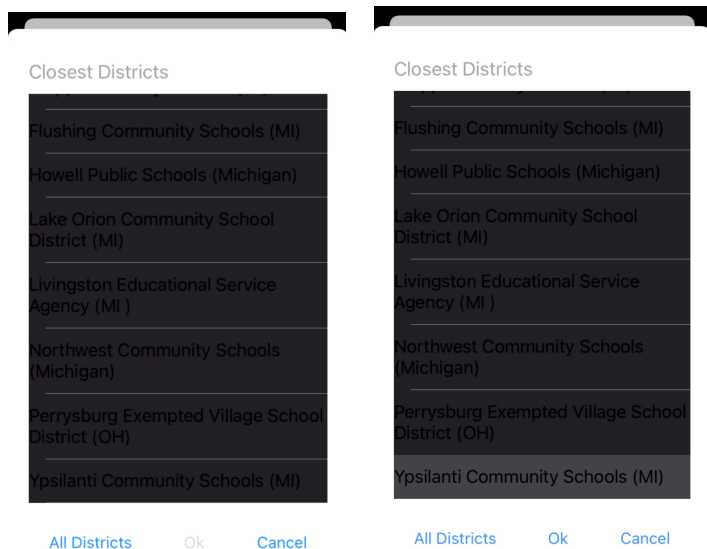 Closest Districts
Flushing Community Schools (MI)
Howell Public Schools (Michigan)
Lake Orion Community School
District (MI)
Livingston Educational Service
Agency (MI )
Northwest Community Schools
(Michigan)
Perrysburg Exempted Village School
District (OH)
Ypsilanti Community Schools (MI)
All Districts
Ok
Cancel
Closest Districts
Flushing Community Schools (MI)
Howell Public Schools (Michigan)
Lake Orion Community School
District (MI)
Livingston Educational Service
Agency (MI )
Northwest Community Schools
(Michigan)
Perrysburg Exempted Village School
District (OH)
Ypsilanti Community Schools (MI)
All Districts
Ok
Cancel